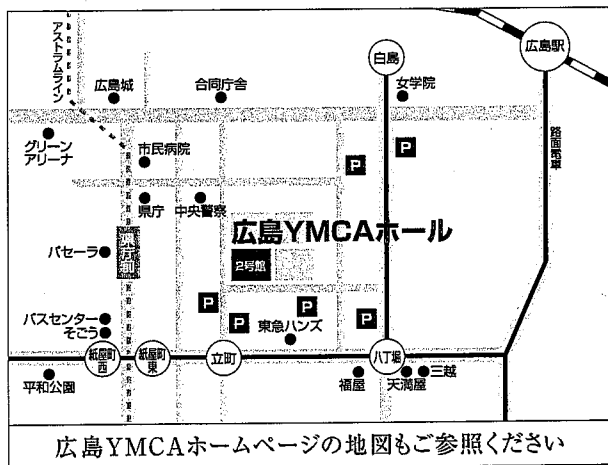 アストラムライン
広島城
合同庁舎
白島
女学院
広島駅
グリーン
アリーナ
市民病院
P
P
路面電車
県庁
中央警察
広島YMCAホール
パセーラ
県庁前
2号館
P
P
P
P
東急ハンズ
バスセンター
そごう
紙屋町
西
紙屋町
東
立町
八丁堀
平和公園
福屋
天満屋
三越
広島YMCAホームページの地図もご参照ください